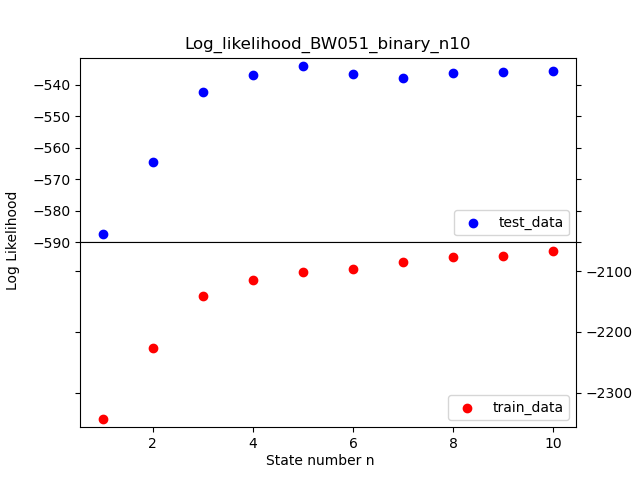 Log_likelihood_BW051_binary_n10
Log Likelihood
−540
−550
−560
−570
−580
−590
test_data
−2100
−2200
−2300
train_data
2 4 6 8 10
State number n